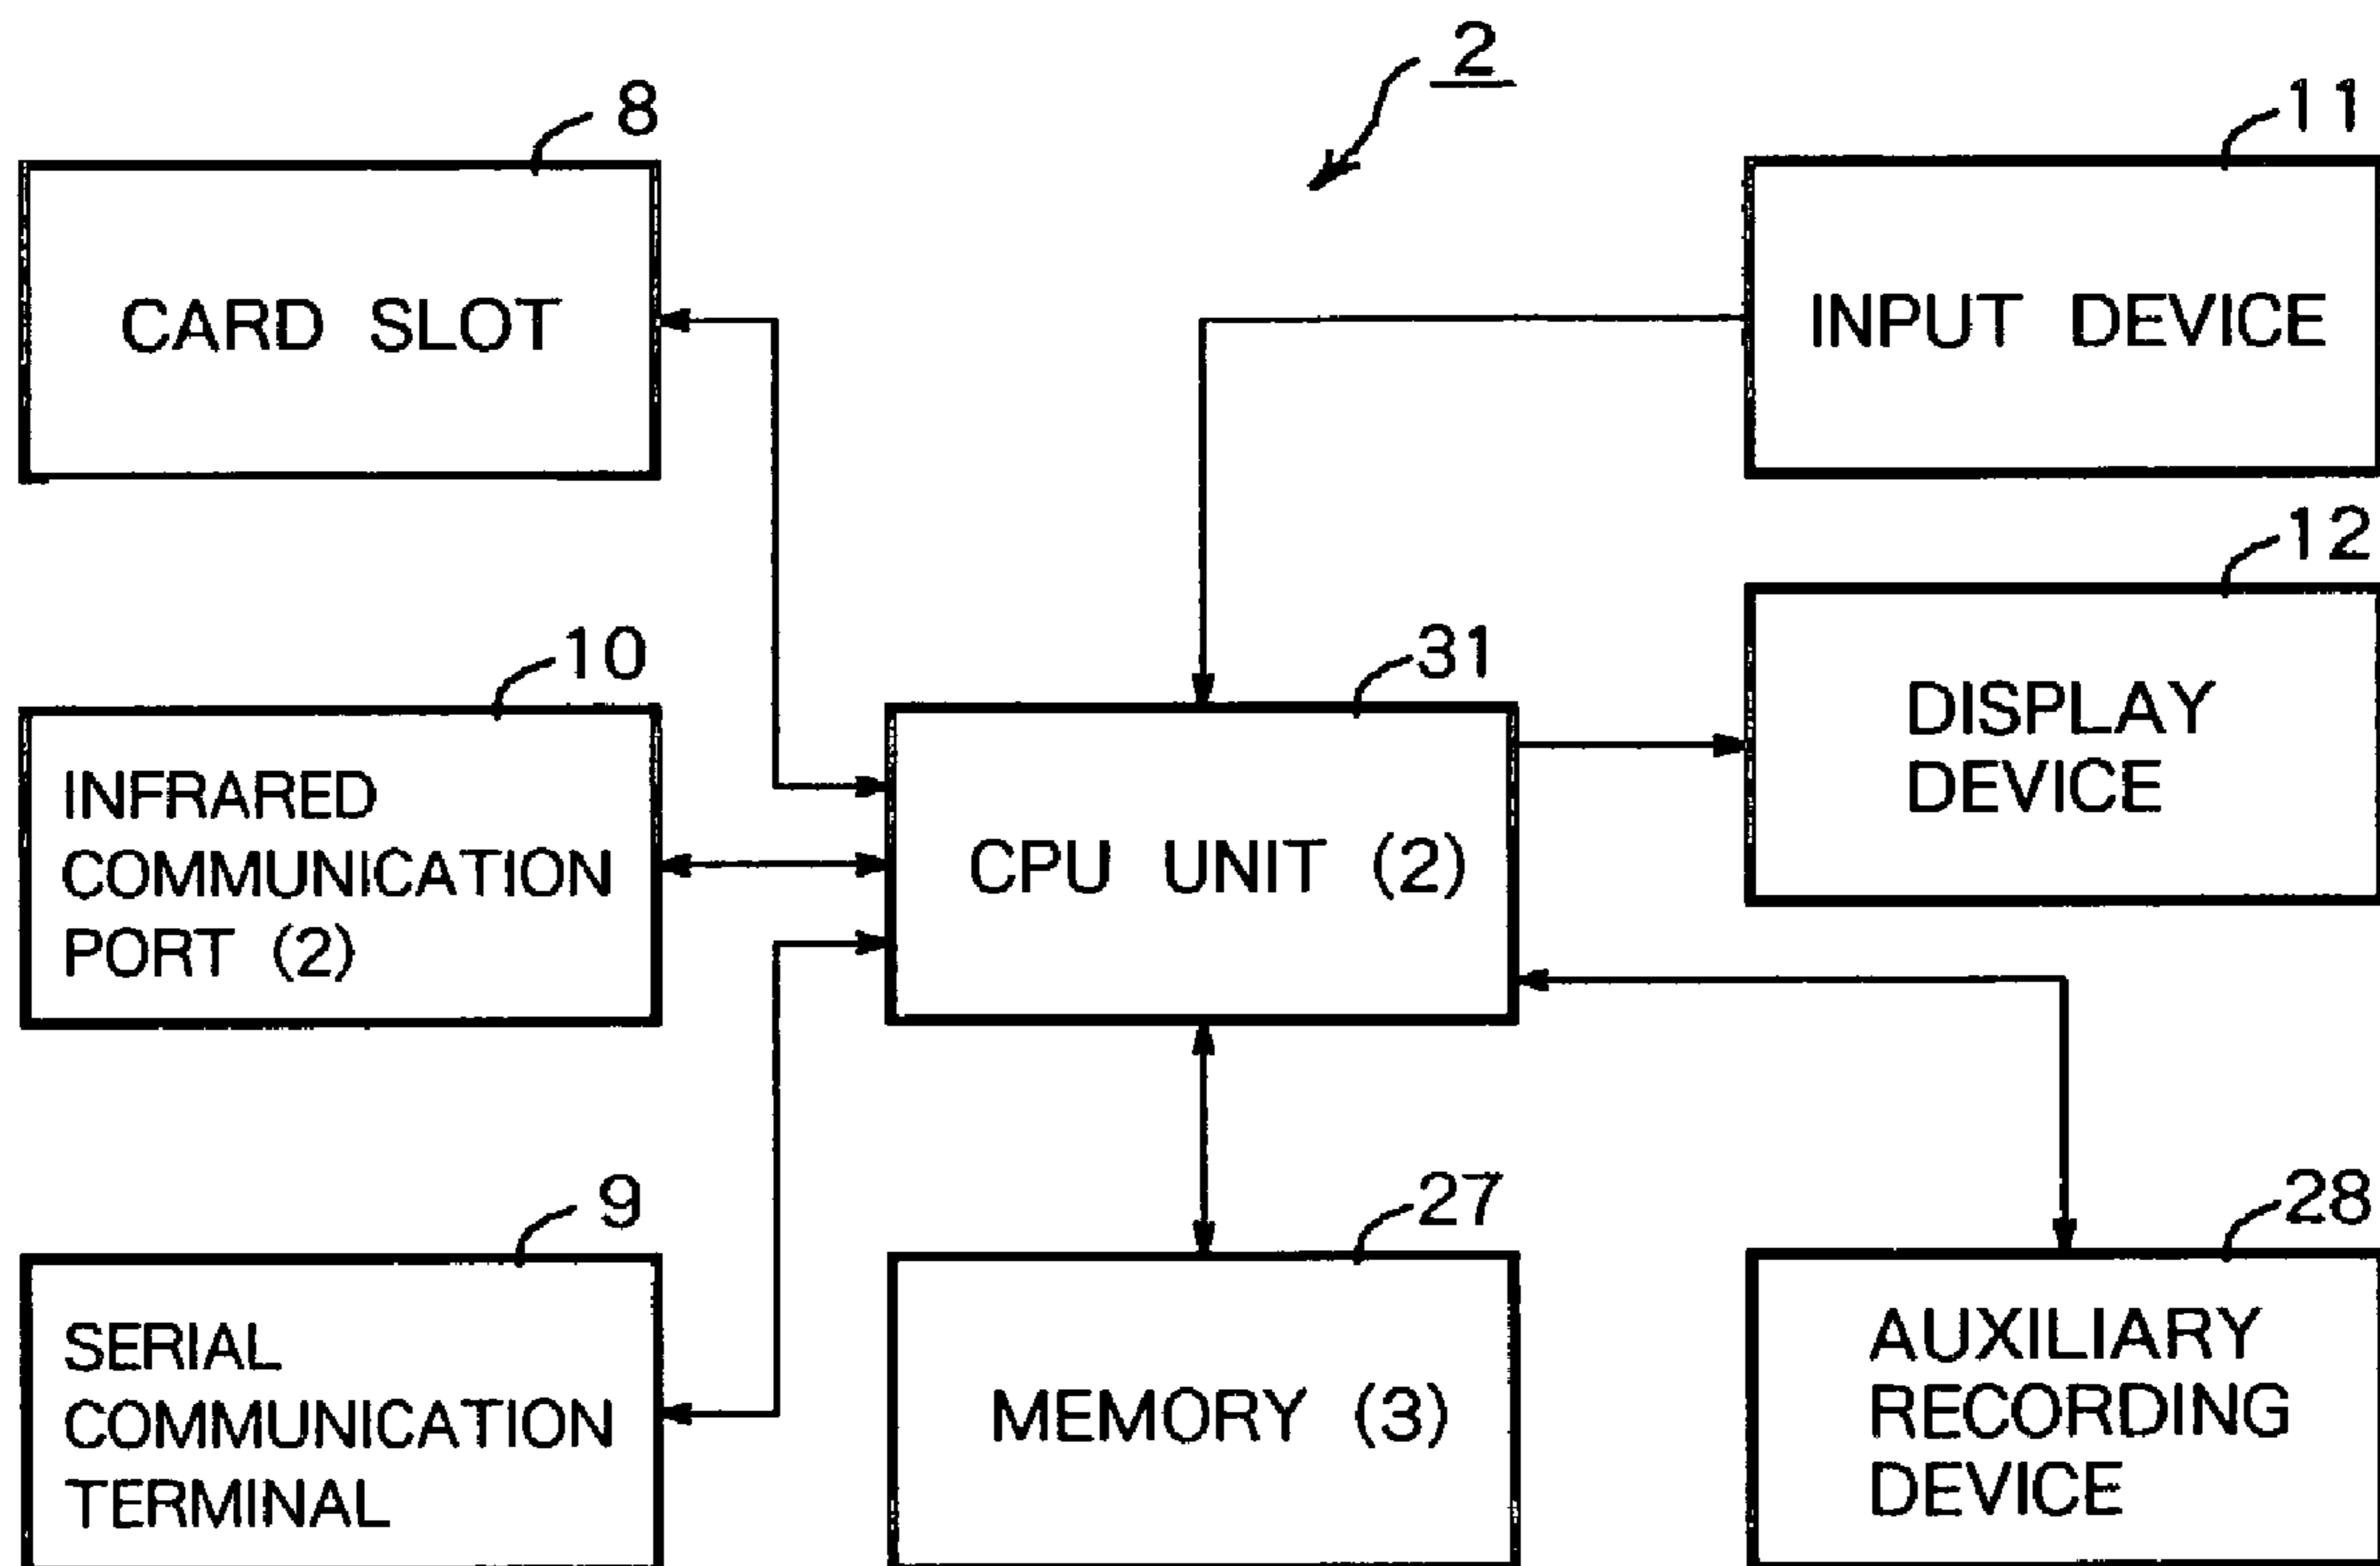 2
8
CARD SLOT
11
INPUT DEVICE
12
DISPLAY
DEVICE
10
INFRARED
COMMUNICATION
PORT (2)
31
CPU UNIT (2)
9
SERIAL
COMMUNICATION
TERMINAL
27
MEMORY (3)
28
AUXILIARY
RECORDING
DEVICE